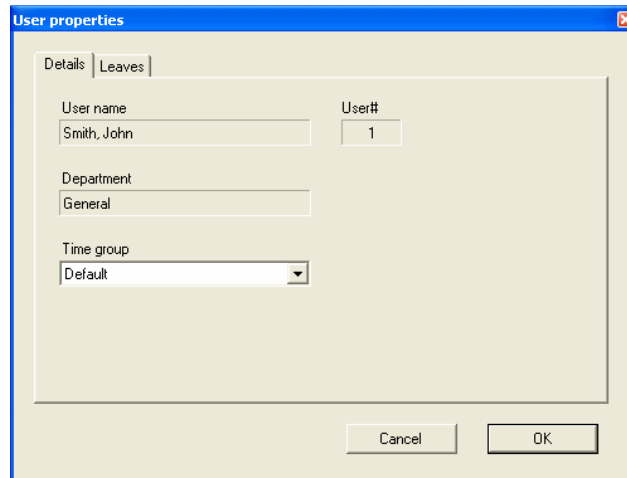 User properties
Details Leaves
User name User#
Smith, John 1
Department
General
Time group
Default
Cancel OK